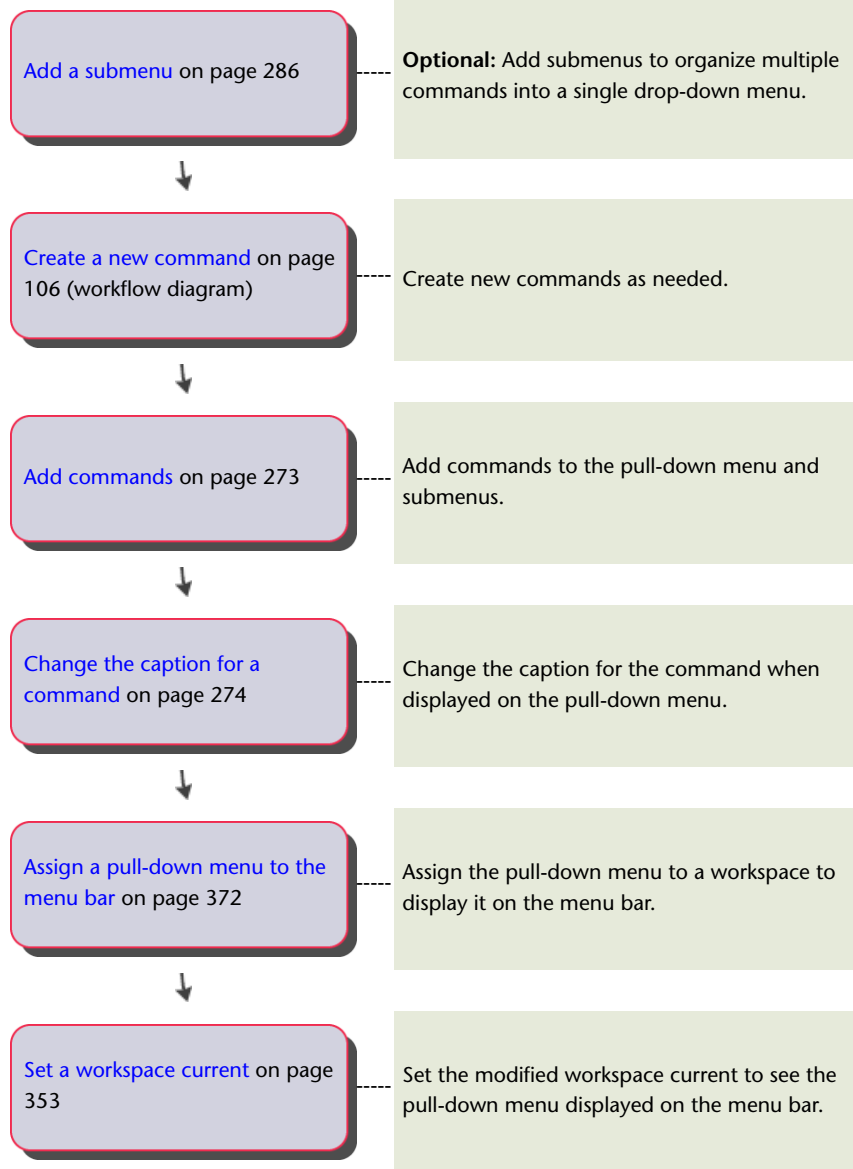 Add a submenu on page 286
Optional: Add submenus to organize multiple
commands into a single drop-down menu.
Create a new command on page
106 (workflow diagram)
Create new commands as needed.
Add commands on page 273
Add commands to the pull-down menu and
submenus.
Change the caption for a
command on page 274
Change the caption for the command when
displayed on the pull-down menu.
Assign a pull-down menu to the
menu bar on page 372
Assign the pull-down menu to a workspace to
display it on the menu bar.
Set a workspace current on page
353
Set the modified workspace current to see the
pull-down menu displayed on the menu bar.